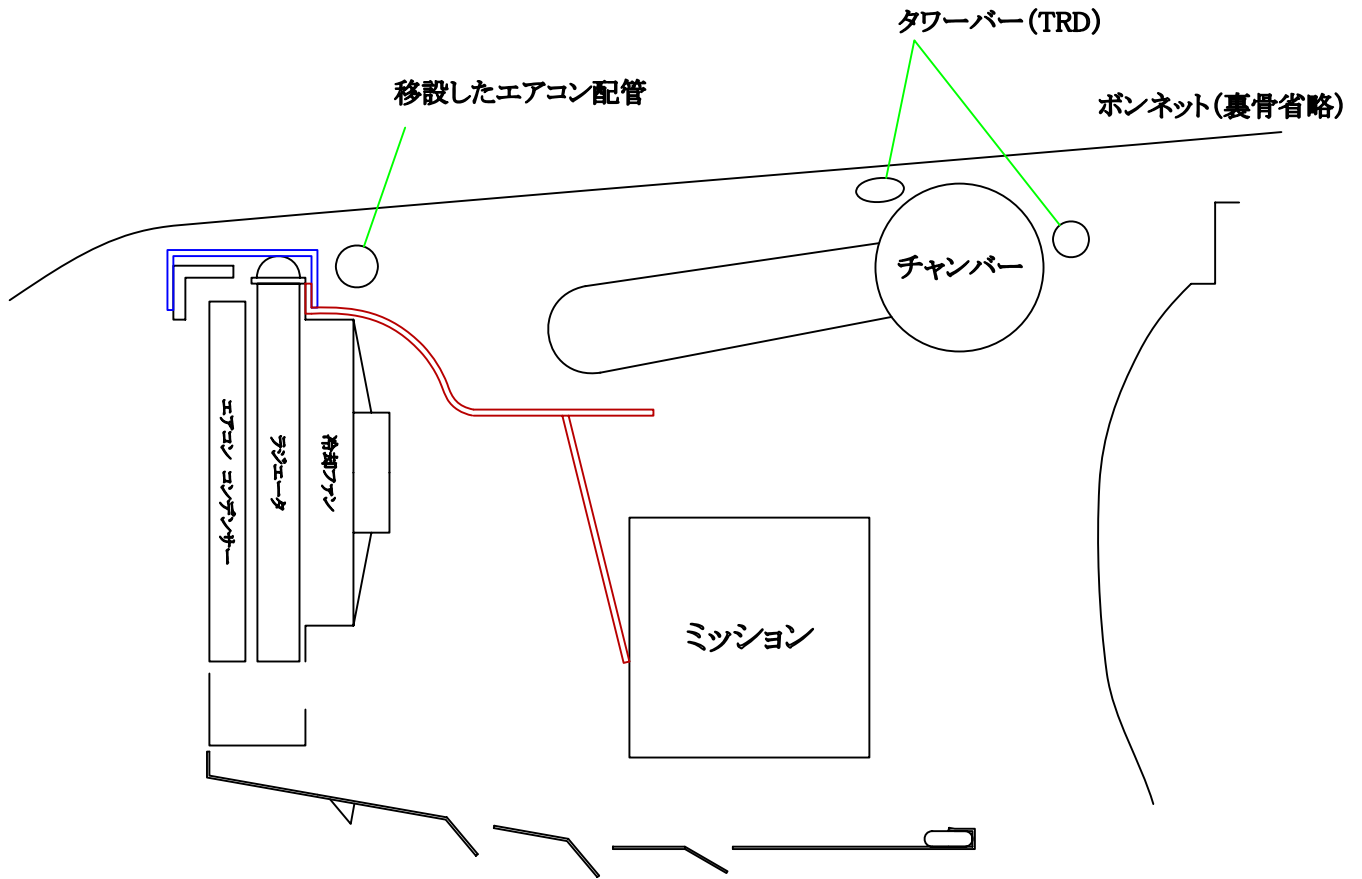 タワーバー(TRD)
移設したエアコン配管
ボンネット(裏骨省略)
チャンバー
エアコン コンデンサー
ラジエータ
冷却ファン
ミッション